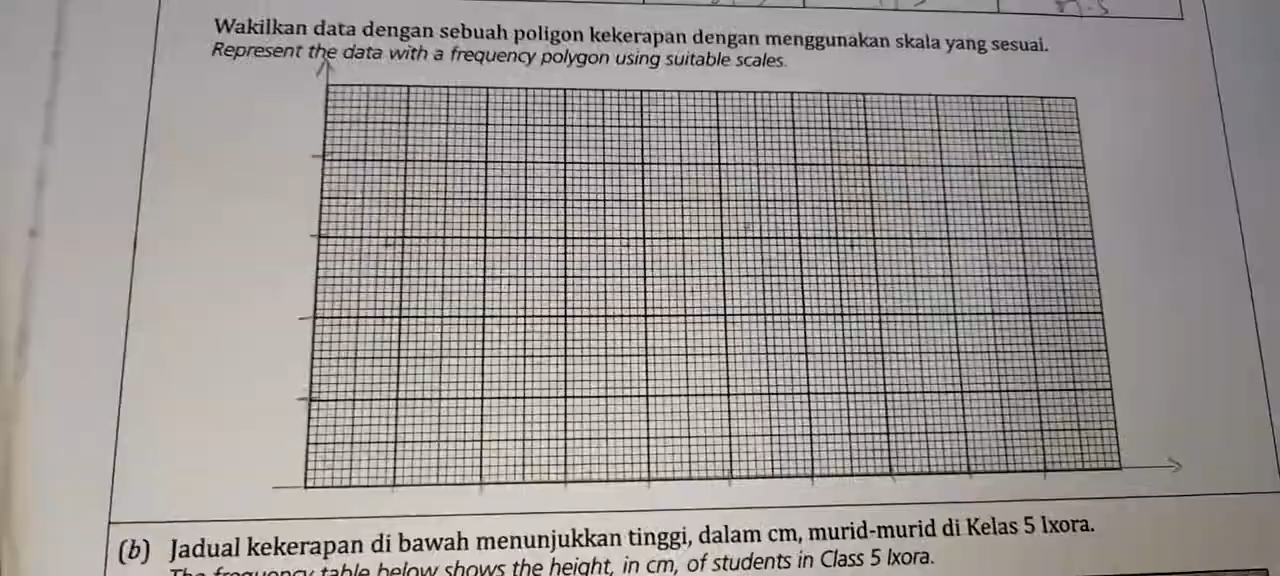 Wakilkan data dengan sebuah poligon kekerapan dengan menggunakan skala yang sesuai.
Represent the data with a frequency polygon using suitable scales.
(b) Jadual kekerapan di bawah menunjukkan tinggi, dalam cm, murid-murid di Kelas 5 Ixora.
The frequency table below shows the height, in cm, of students in Class 5 Ixora.